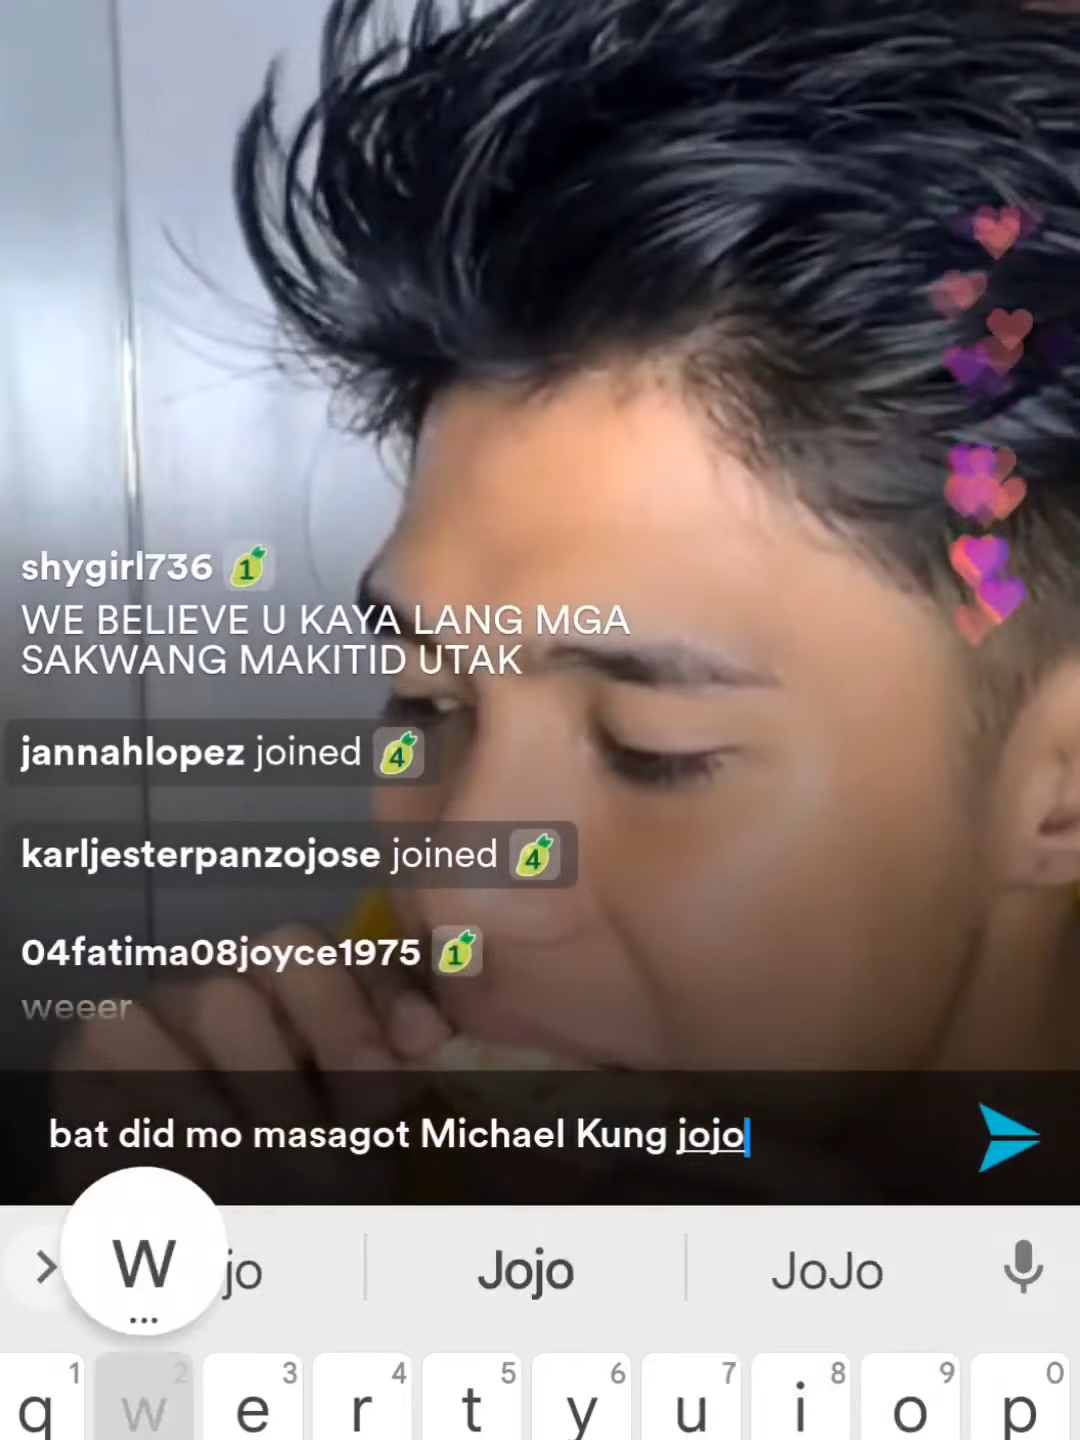 shygirl736 1
WE BELIEVE U KAYA LANG MGA
SAKWANG MAKITID UTAK
jannahlopez joined 4
karljesterpanzojose joined 4
04fatima08joyce1975 1
weeer
bat did mo masagot Michael Kung jojo
W
...
jo Jojo JoJo
1 2 3 4 5 6 7 8 9 0
q w e r t y u i o p